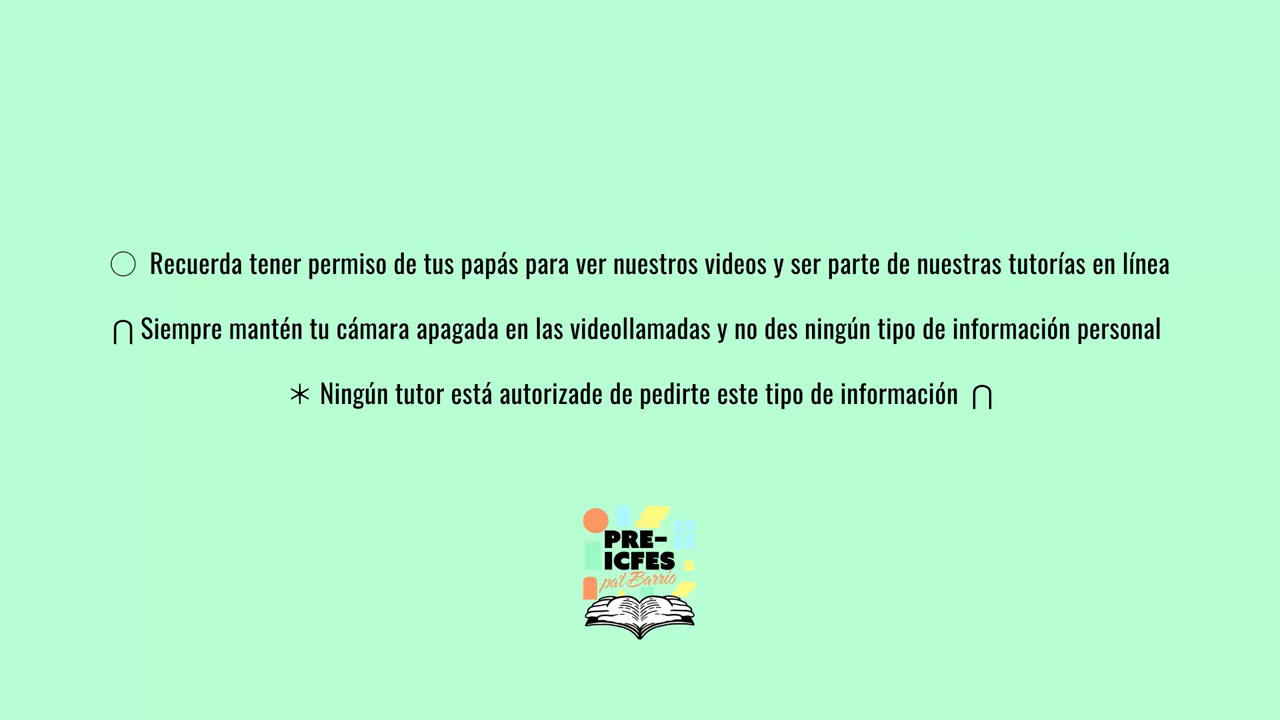 ◯ Recuerda tener permiso de tus papás para ver nuestros videos y ser parte de nuestras tutorías en línea
⋂ Siempre mantén tu cámara apagada en las videollamadas y no des ningún tipo de información personal
✳ Ningún tutor está autorizade de pedirte este tipo de información ⋂
PRE-
ICFES
pa'l Barrio